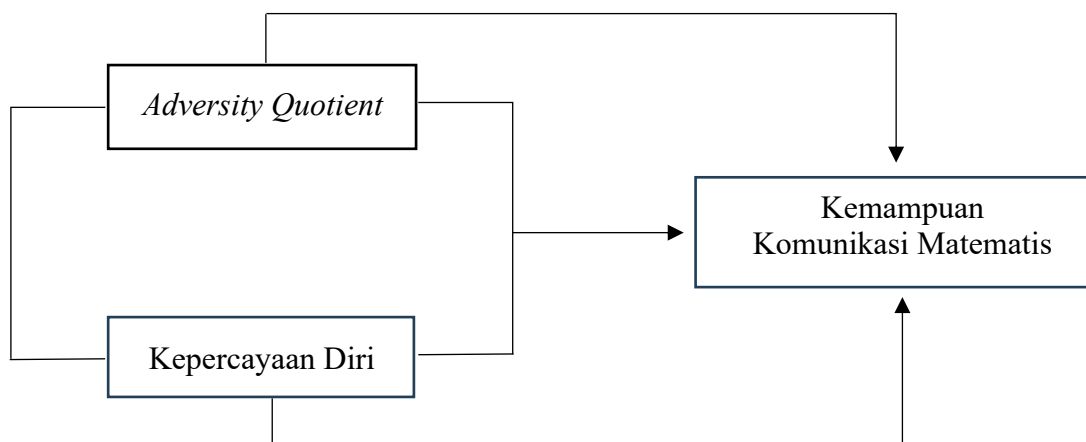 Adversity Quotient
Kemampuan
Komunikasi Matematis
Kepercayaan Diri